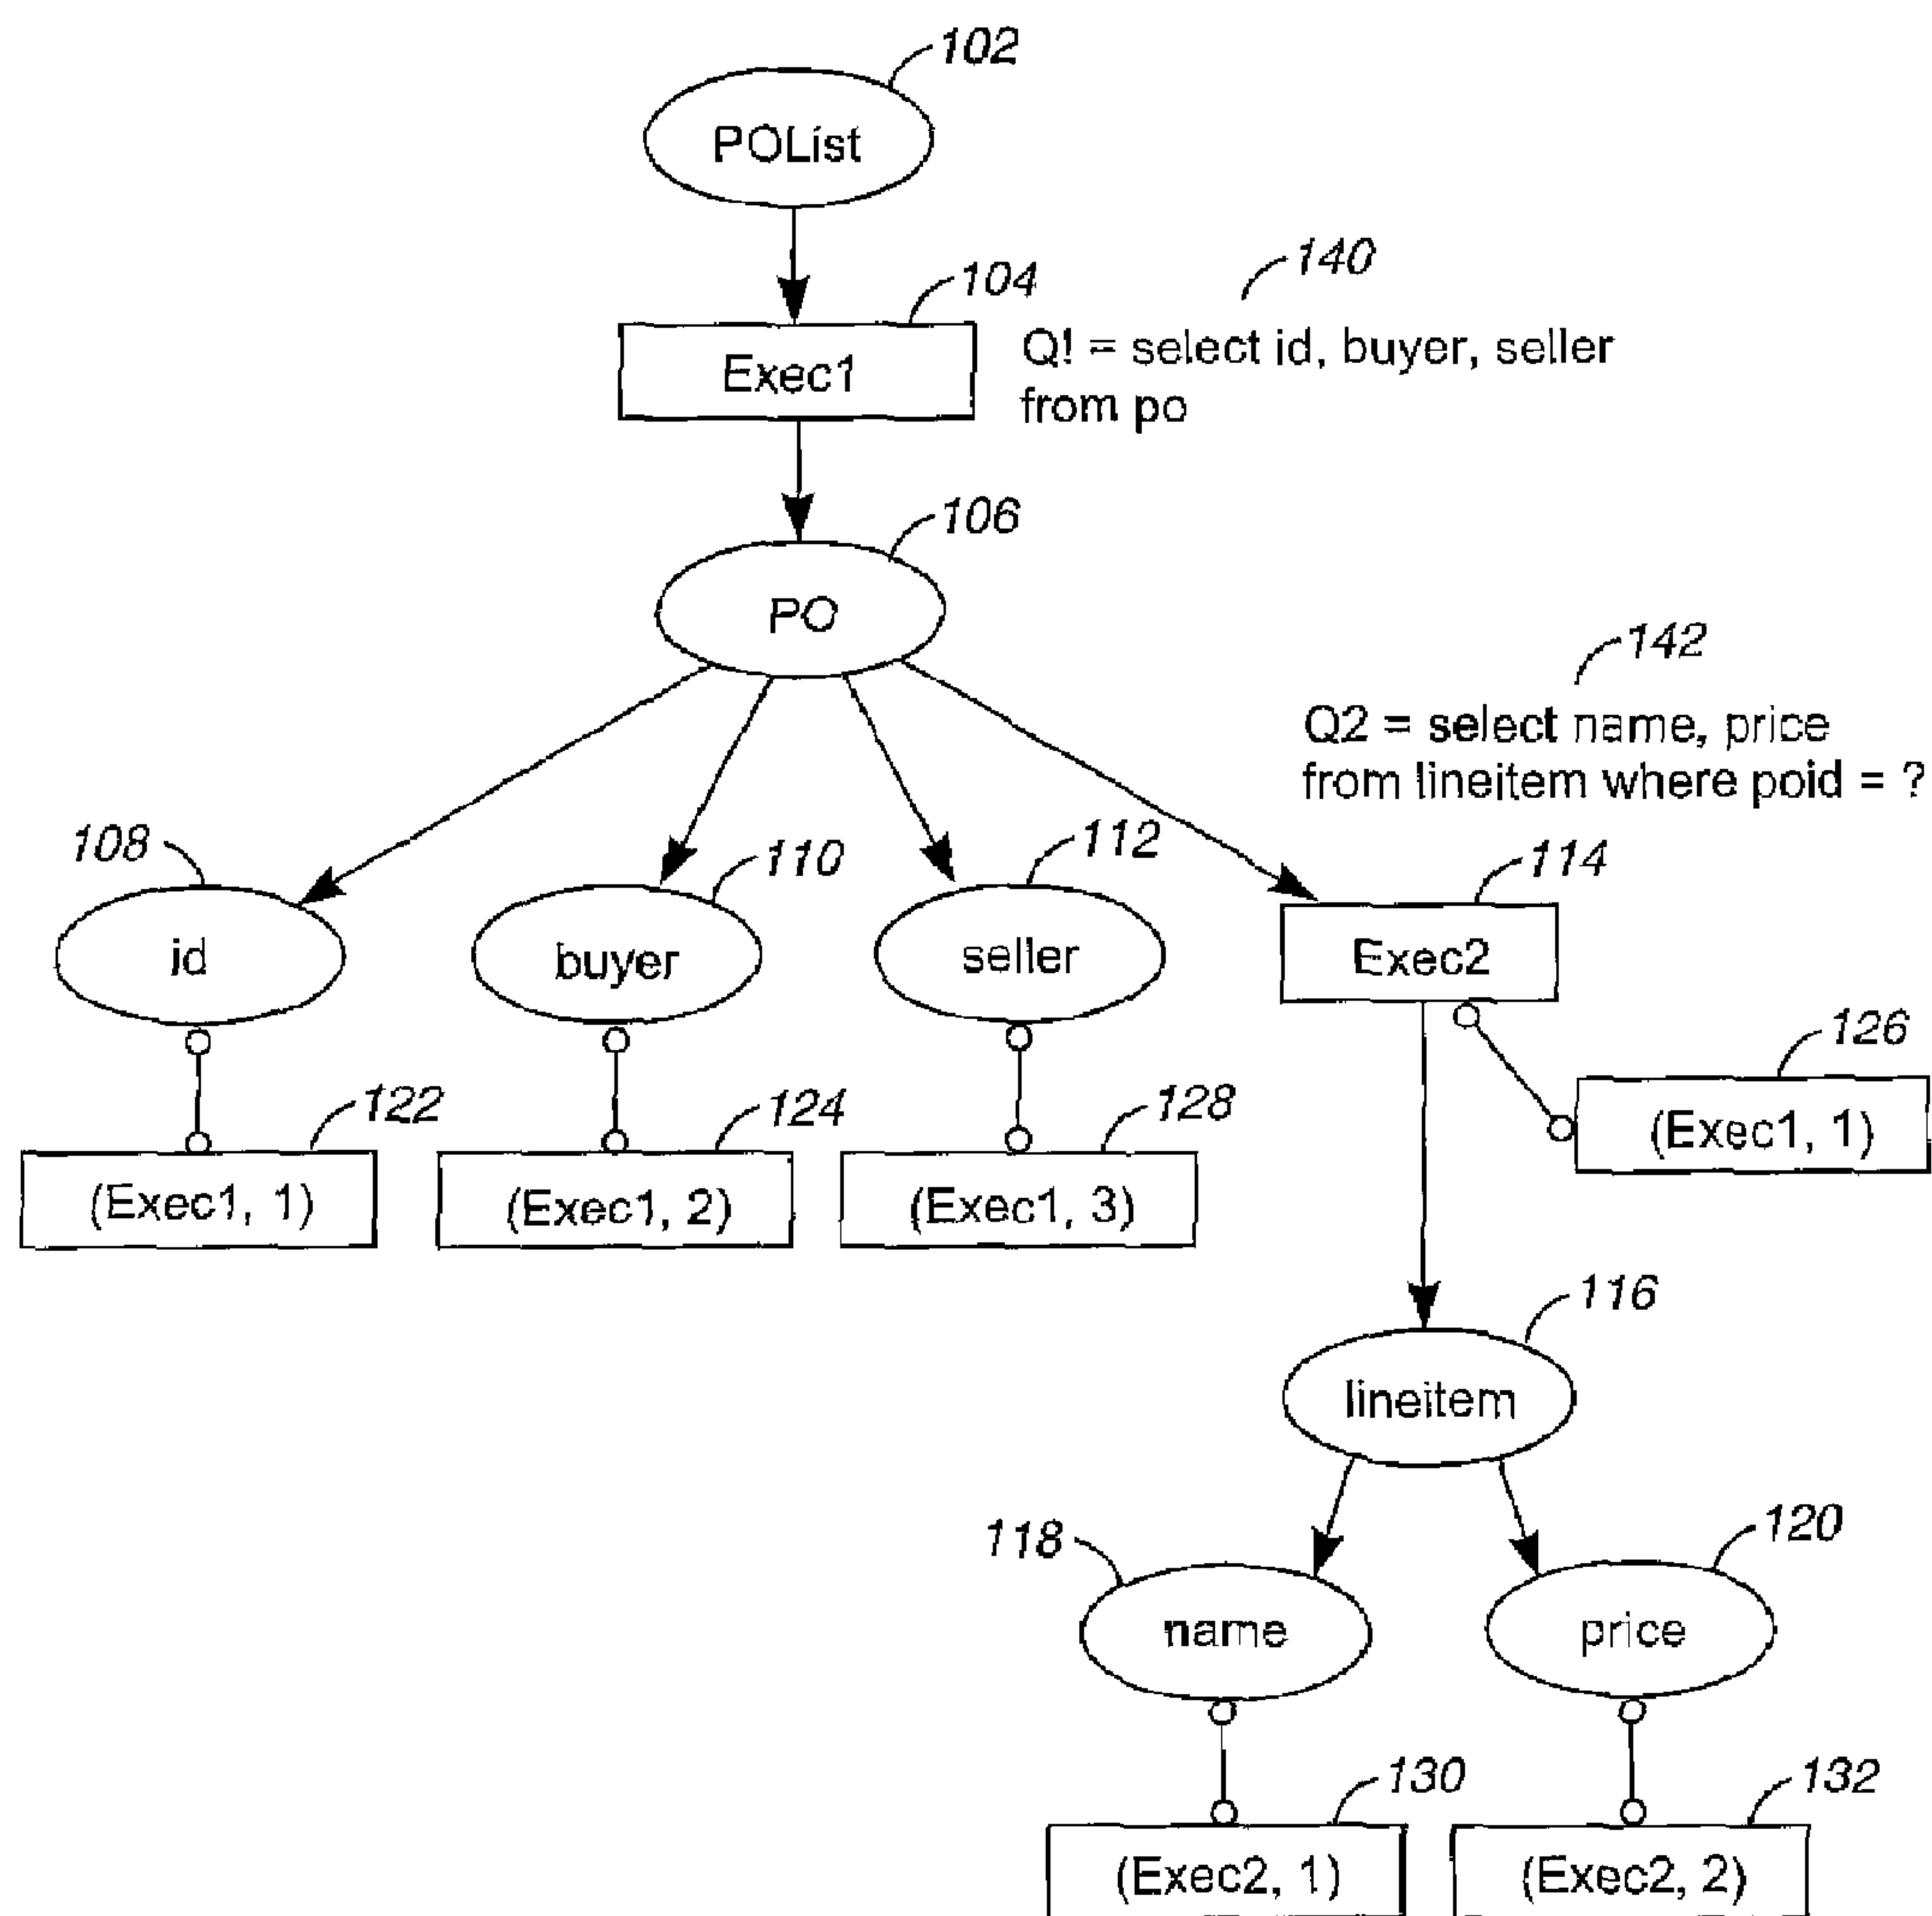 102
POList
140
104
Exec1
Q! = select id, buyer, seller
from po
106
PO
142
Q2 = select name, price
from lineitem where poid = ?
108
110
112
114
id
buyer
seller
Exec2
126
(Exec1, 1)
122
124
128
(Exec1, 1)
(Exec1, 2)
(Exec1, 3)
116
lineitem
118
120
name
price
130
132
(Exec2, 1)
(Exec2, 2)